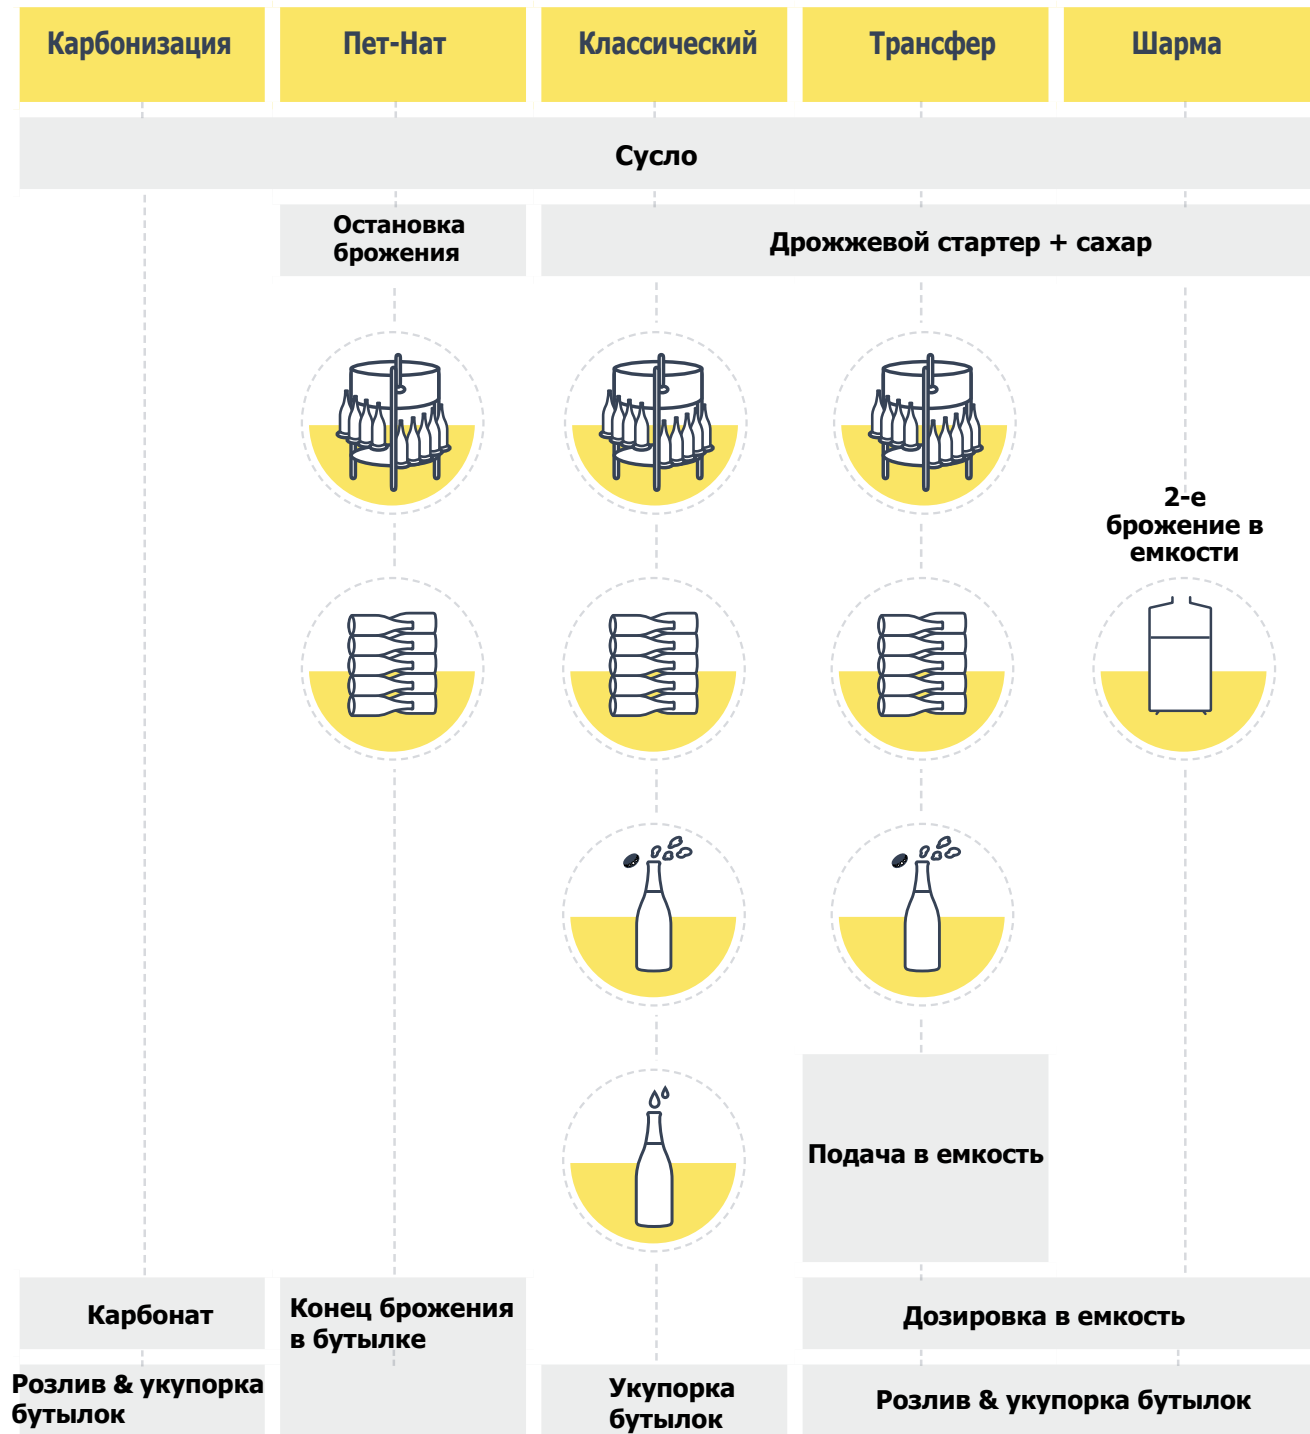 Карбонизация
Пет-Нат
Классический
Трансфер
Шарма
Сусло
Остановка
брожения
Дрожжевой стартер + сахар
2-е
брожение в
емкости
Подача в емкость
Карбонат
Конец брожения
в бутылке
Дозировка в емкость
Розлив & укупорка
бутылок
Укупорка
бутылок
Розлив & укупорка бутылок